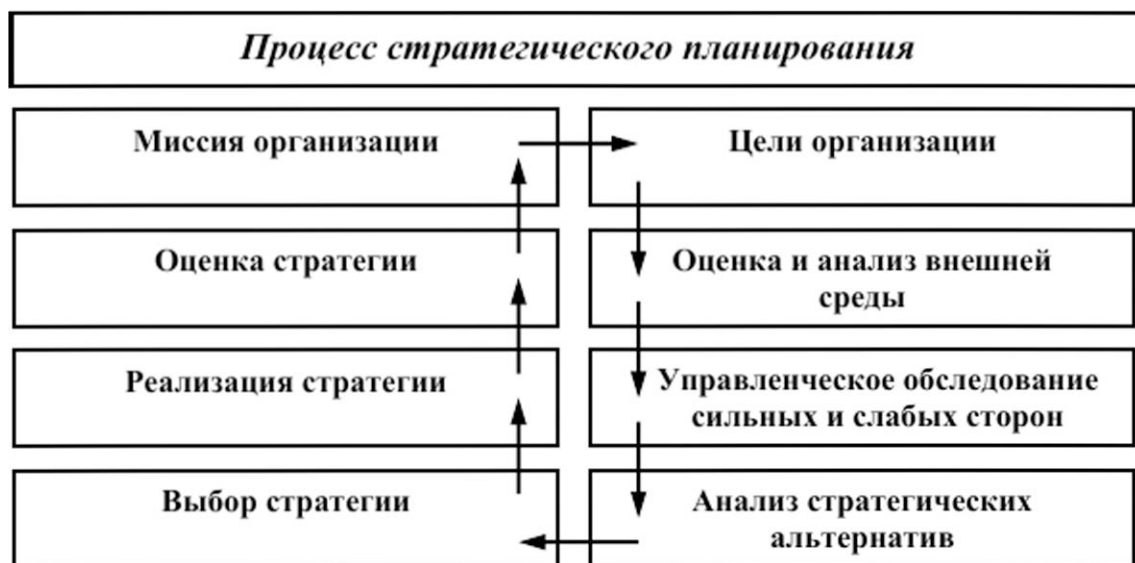 Процесс стратегического планирования
Миссия организации
Цели организации
Оценка стратегии
Оценка и анализ внешней
среды
Реализация стратегии
Управленческое обследование
сильных и слабых сторон
Выбор стратегии
Анализ стратегических
альтернатив